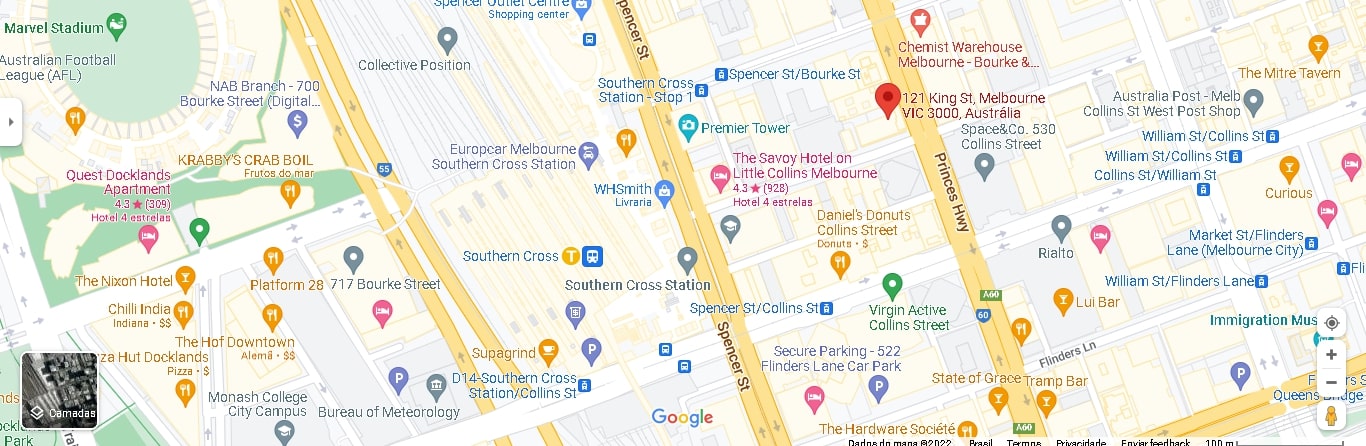 Spencer Outlet Centre
Shopping center
Marvel Stadium
Australian Football
League (AFL)
Collective Position
Spencer St
Chemist Warehouse
Melbourne - Bourke &...
The Mitre Tavern
NAB Branch - 700
Bourke Street (Digital...
Southern Cross
Station - Stop 1
Spencer St/Bourke St
121 King St, Melbourne
VIC 3000, Austrália
Australia Post - Melb
Collins St West Post Shop
Premier Tower
Space&Co. 530
Collins Street
William St/Collins St
William St/Collins St
Collins St/William St
Europcar Melbourne
Southern Cross Station
KRABBY'S CRAB BOIL
Frutos do mar
55
The Savoy Hotel on
Little Collins Melbourne
4.3 ★ (928)
Hotel 4 estrelas
Princes Hwy
Quest Docklands
Apartment
4.3 ★ (309)
Hotel 4 estrelas
WHSmith
Livraria
Curious
Daniel's Donuts
Collins Street
Donuts • $
Market St/Flinders
Lane (Melbourne City)
Rialto
Southern Cross
T
Southern Cross Station
The Nixon Hotel
Platform 28
717 Bourke Street
William St/Flinders Lane
Fli
A60
60
Lui Bar
Chilli India
Indiana • $$
Spencer St/Collins St
Virgin Active
Collins Street
Immigration Mus
The Hof Downtown
Alemã • $$
Pizza Hut Docklands
Pizza • $
Supagrind
P
Spencer St
Secure Parking - 522
Flinders Lane Car Park
Flinders Ln
Camadas
Monash College
City Campus
P
Bureau of Meteorology
D14-Southern Cross
Station/Collins St
State of Grace
Tramp Bar
P
Queens Bridge
Google
The Hardware Société
A60
Dados do mapa ©2022
Brasil
Termos
Privacidade
Enviar feedback
100 m